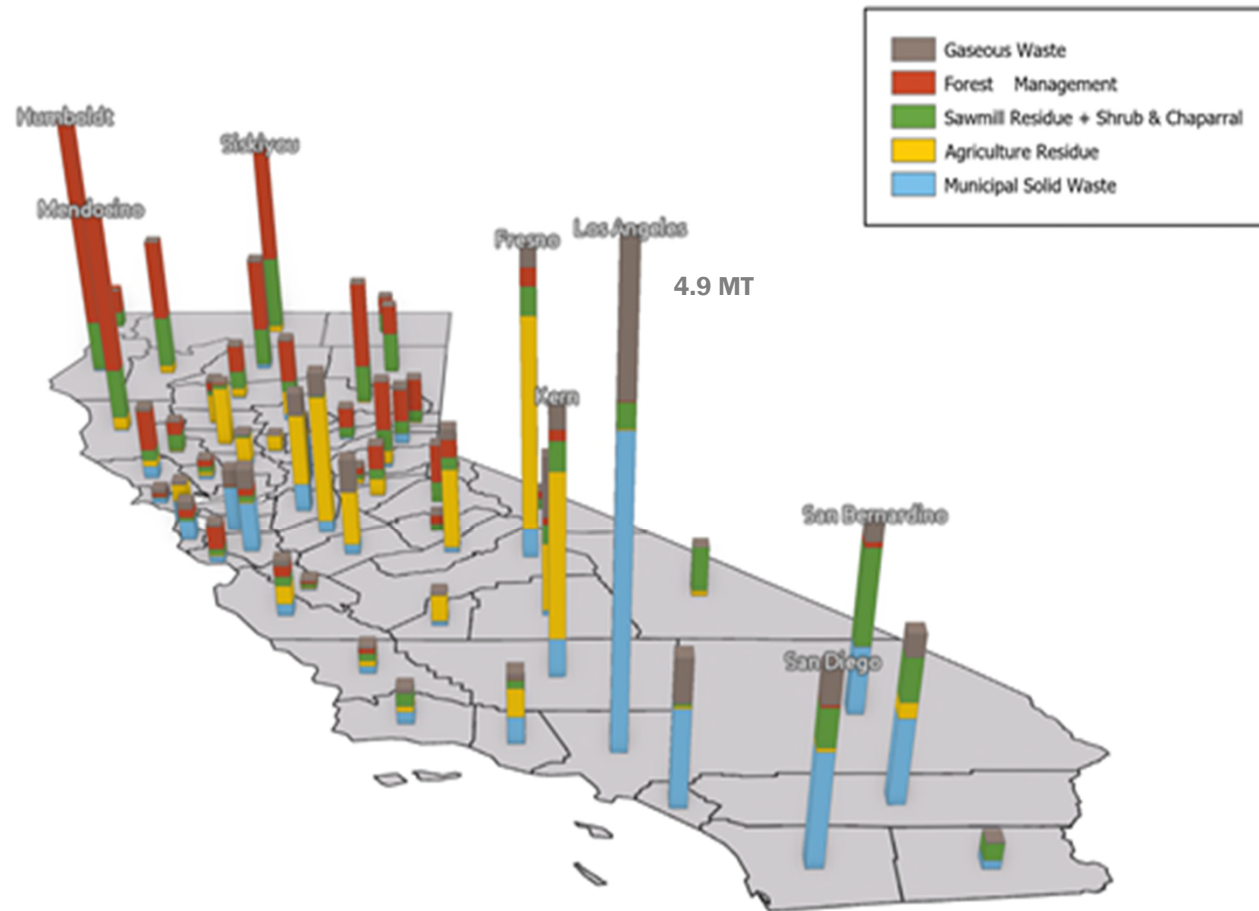 Gaseous Waste
Forest Management
Sawmill Residue + Shrub & Chaparral
Agriculture Residue
Municipal Solid Waste
Humboldt
Siskiyou
Mendocino
Fresno
Los Angeles
4.9 MT
Kern
San Bernardino
San Diego